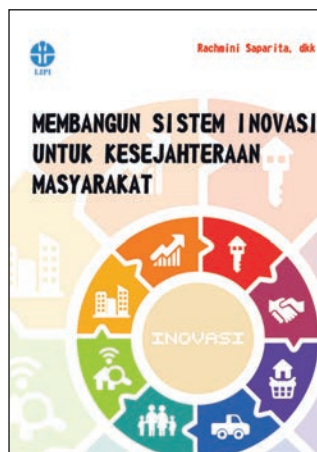 LIPI
Rachmini Saparita, dkk
MEMBANGUN SISTEM INOVASI
UNTUK KESEJAHTERAAN
MASYARAKAT
INOVASI